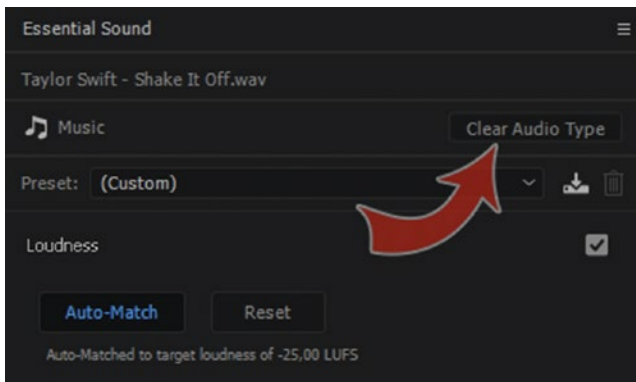 Essential Sound
Taylor Swift - Shake It Off.wav
Music Clear Audio Type
Preset: (Custom)
Loudness
Auto-Match Reset
Auto-Matched to target loudness of -25,00 LUFS